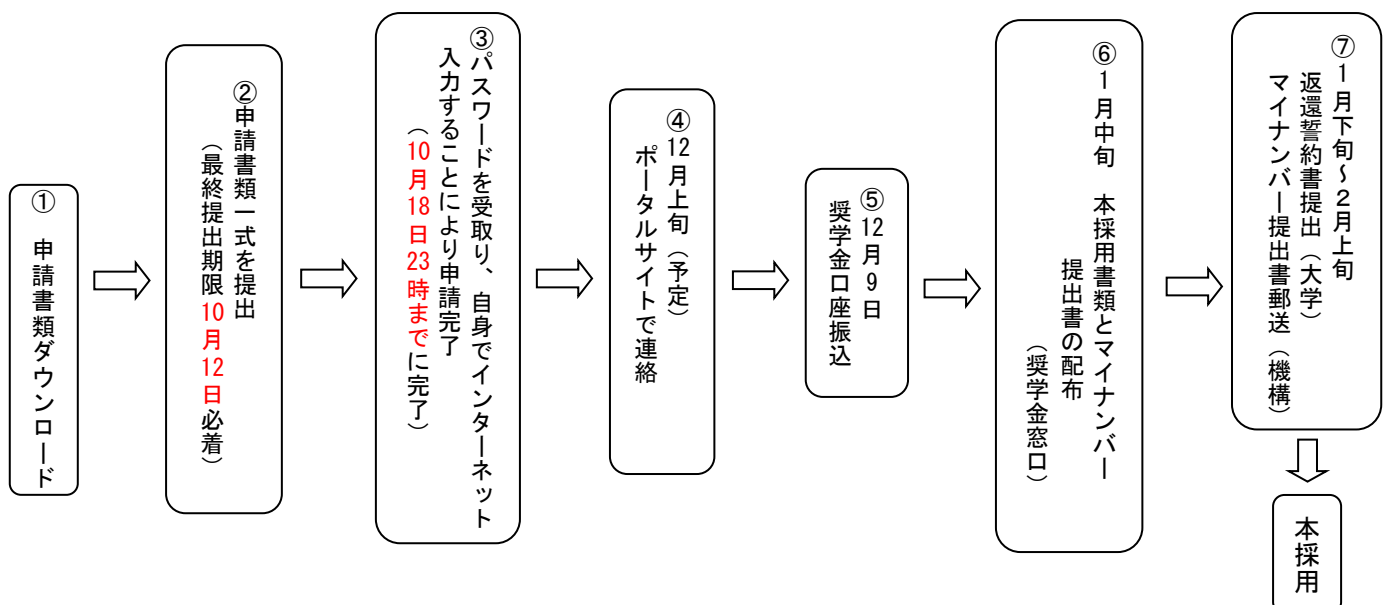 ① 申請書類ダウンロード
②申請書類一式を提出
（最終提出期限10月12日必着）
③パスワードを受取り、自身でインターネット
入力することにより申請完了
（10月18日23時までに完了）
④12月上旬（予定）
ポータルサイトで連絡
⑤12月9日
奨学金口座振込
⑥1月中旬 本採用書類とマイナンバー
提出書の配布
（奨学金窓口）
⑦1月下旬～2月上旬
返還誓約書提出（大学）
マイナンバー提出書郵送（機構）
本採用